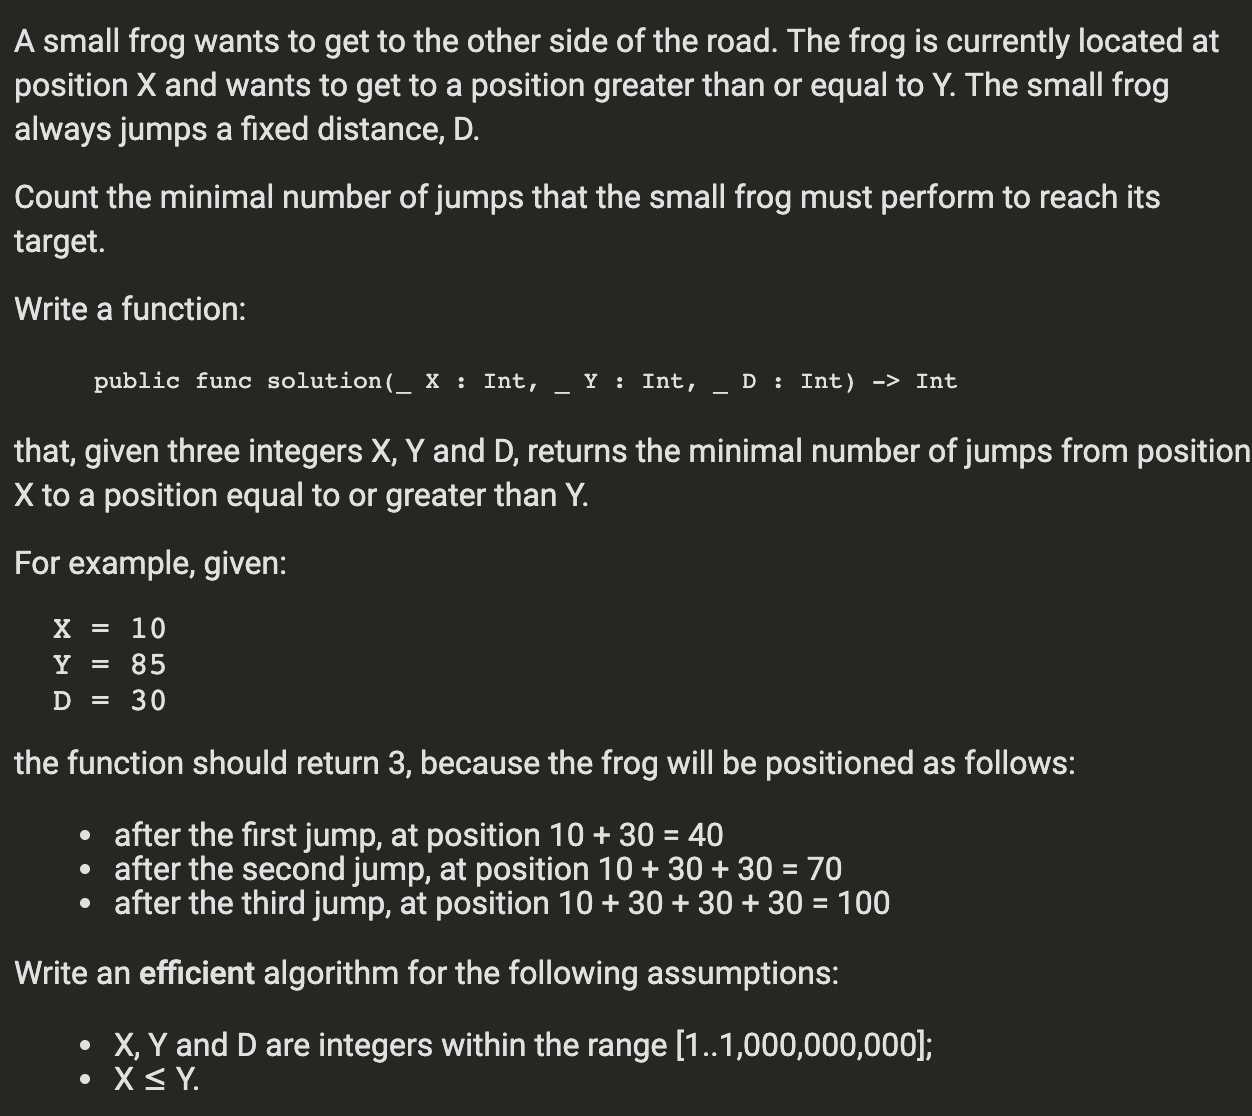 A small frog wants to get to the other side of the road. The frog is currently located at
position X and wants to get to a position greater than or equal to Y. The small frog
always jumps a fixed distance, D.
Count the minimal number of jumps that the small frog must perform to reach its
target.
Write a function:
public func solution(_ X : Int, _ Y : Int, _ D : Int) -> Int
that, given three integers X, Y and D, returns the minimal number of jumps from position
X to a position equal to or greater than Y.
For example, given:
X = 10
Y = 85
D = 30
the function should return 3, because the frog will be positioned as follows:
• after the first jump, at position 10 + 30 = 40
• after the second jump, at position 10 + 30 + 30 = 70
• after the third jump, at position 10 + 30 + 30 + 30 = 100
Write an efficient algorithm for the following assumptions:
• X, Y and D are integers within the range [1..1,000,000,000];
• X ≤ Y.